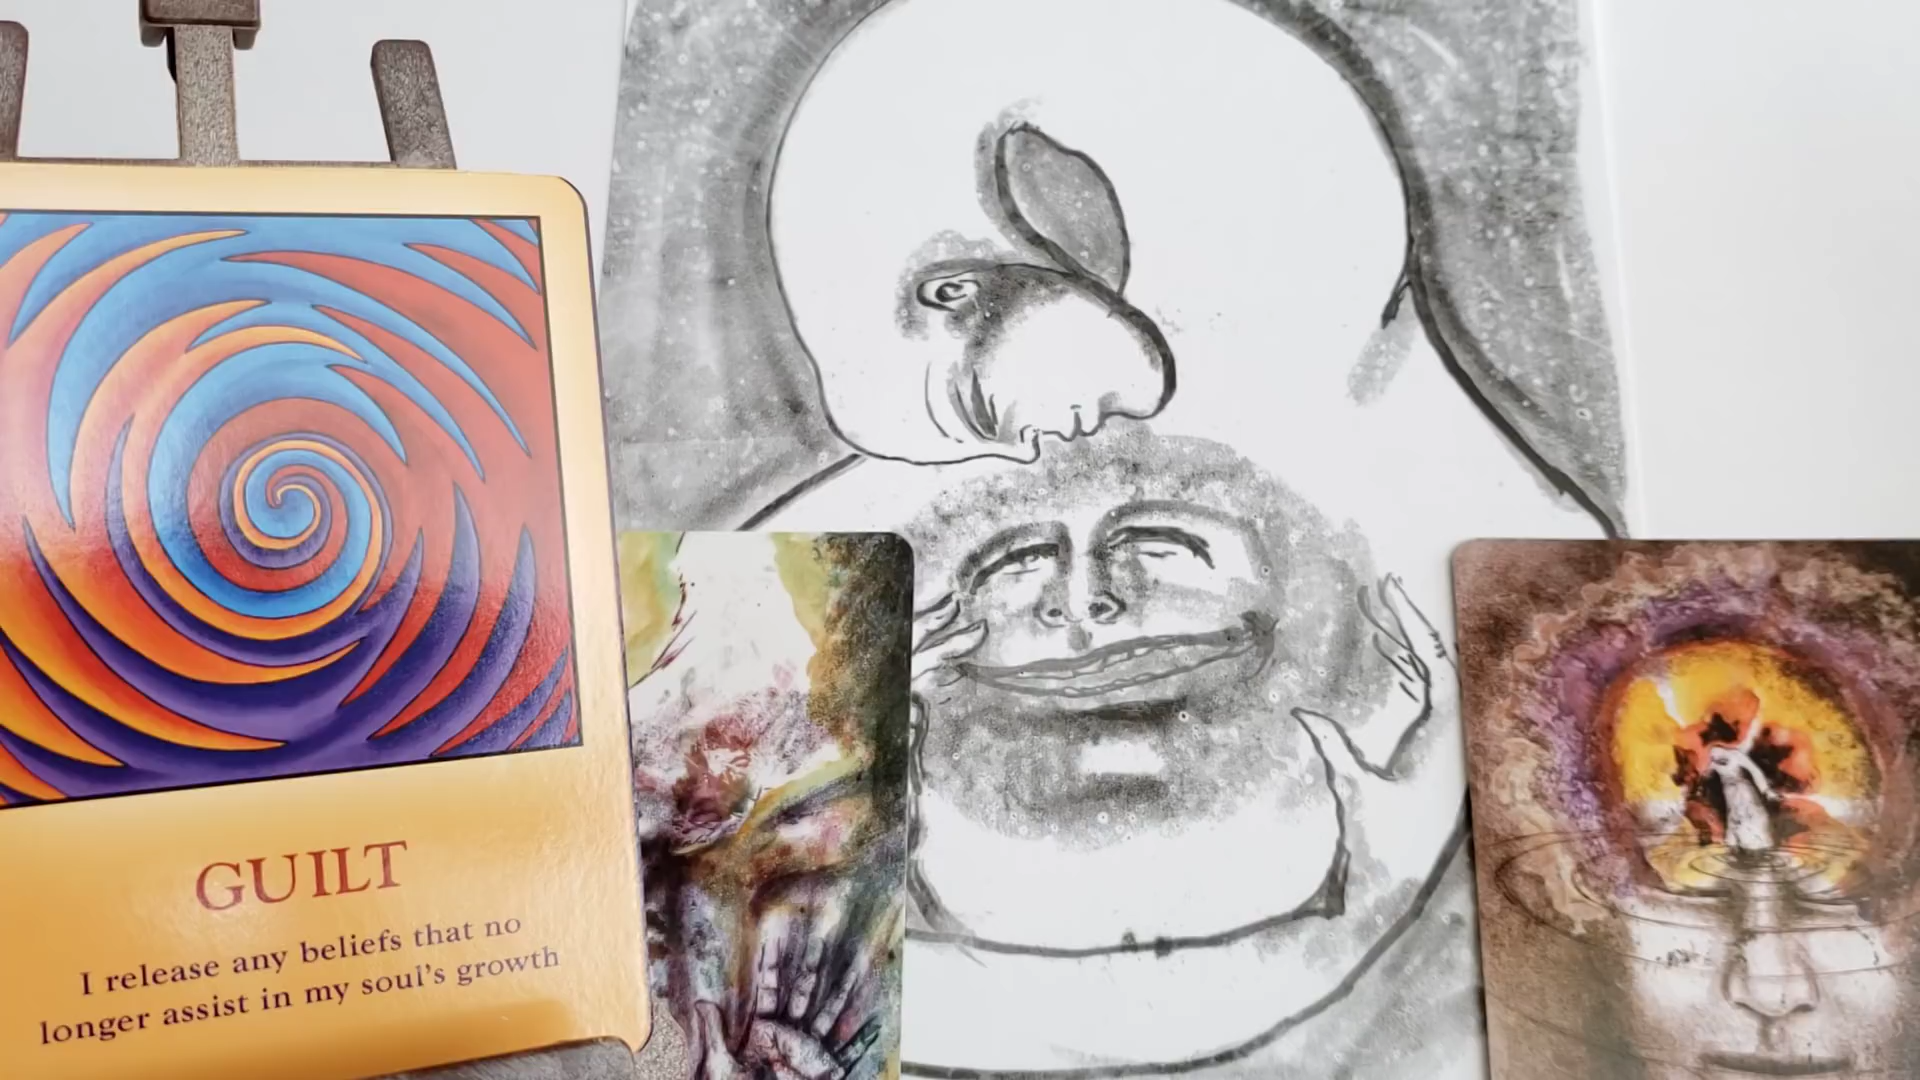 GUILT
I release any beliefs that no
longer assist in my soul's growth